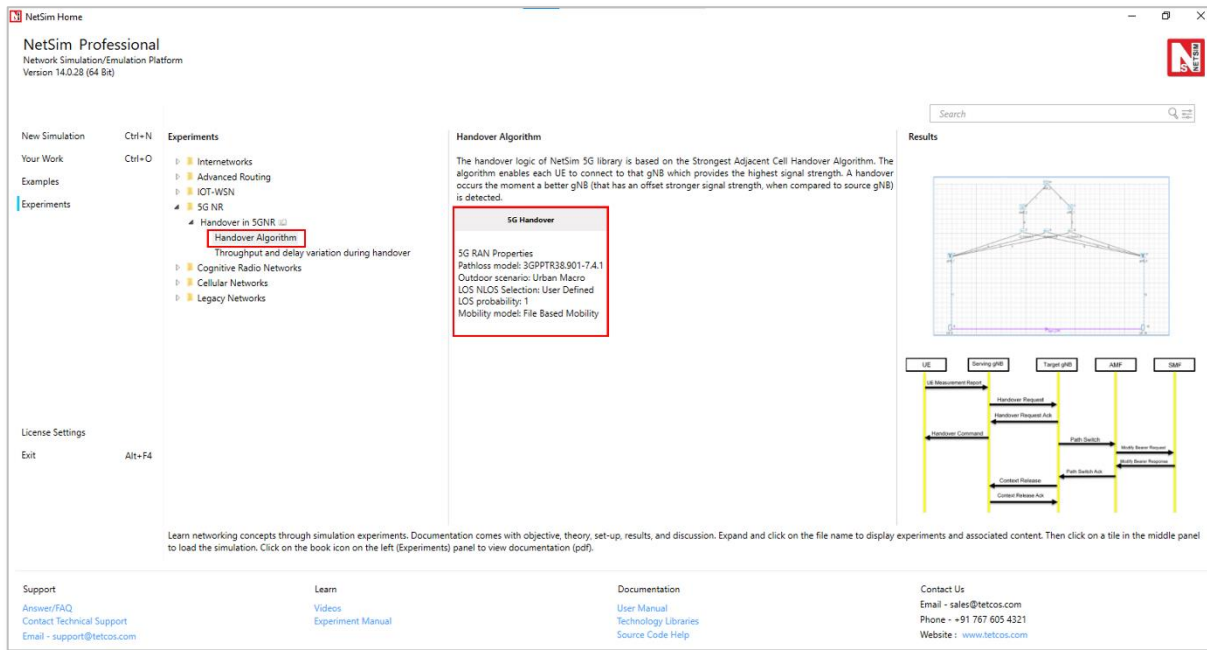 NetSim Home
NetSim Professional
Network Simulation/Emulation Platform
Version 14.0.28 (64 Bit)
NETSIM
Search
New Simulation Ctrl+N
Your Work Ctrl+O
Examples
Experiments
License Settings
Exit Alt+F4
Experiments
Internetworks
Advanced Routing
IOT-WSN
5G NR
Handover in 5GNR
Handover Algorithm
Throughput and delay variation during handover
Cognitive Radio Networks
Cellular Networks
Legacy Networks
Handover Algorithm
The handover logic of NetSim 5G library is based on the Strongest Adjacent Cell Handover Algorithm. The
algorithm enables each UE to connect to that gNB which provides the highest signal strength. A handover
occurs the moment a better gNB (that has an offset stronger signal strength, when compared to source gNB)
is detected.
5G Handover
5G RAN Properties
Pathloss model: 3GPPTR38.901-7.4.1
Outdoor scenario: Urban Macro
LOS NLOS Selection: User Defined
LOS probability: 1
Mobility model: File Based Mobility
Results
UE Serving gNB Target gNB AMF SMF
UE Measurement Report
Handover Request
Handover Request Ack
Handover Command
Path Switch
Modify Bearer Request
Modify Bearer Response
Path Switch Ack
Context Release
Context Release Ack
Learn networking concepts through simulation experiments. Documentation comes with objective, theory, set-up, results, and discussion. Expand and click on the file name to display experiments and associated content. Then click on a tile in the middle panel
to load the simulation. Click on the book icon on the left (Experiments) panel to view documentation (pdf).
Support
Answer/FAQ
Contact Technical Support
Email - support@tetcos.com
Learn
Videos
Experiment Manual
Documentation
User Manual
Technology Libraries
Source Code Help
Contact Us
Email - sales@tetcos.com
Phone - +91 767 605 4321
Website : www.tetcos.com